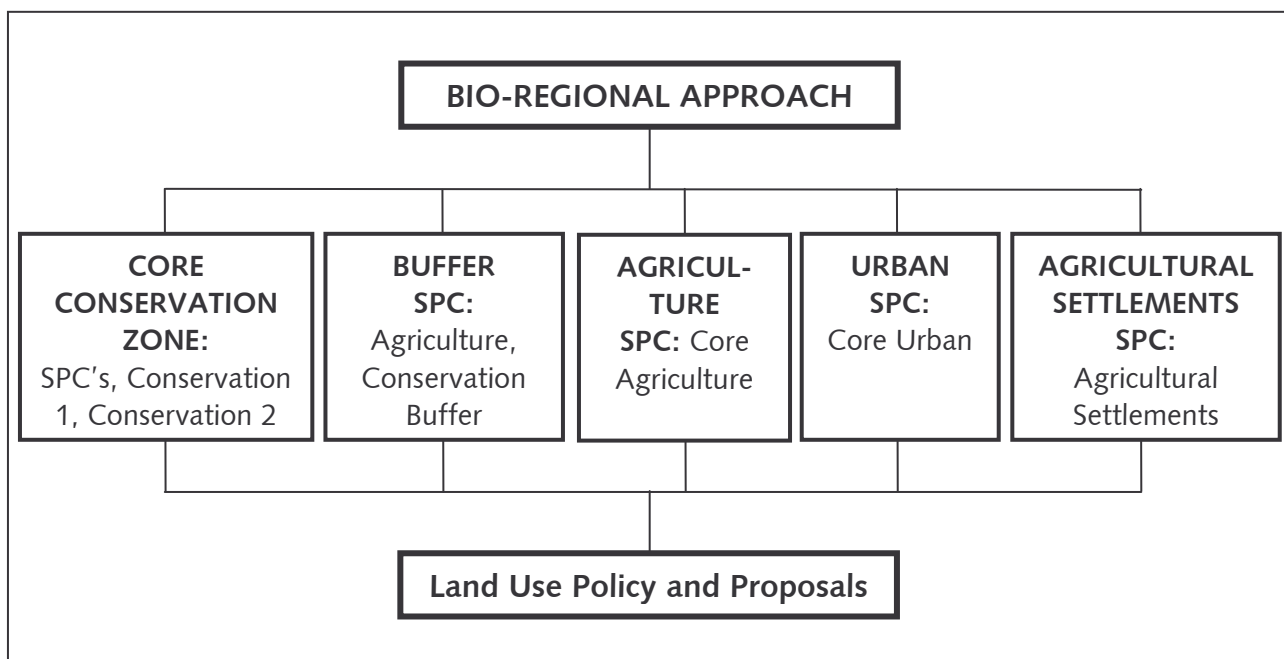 BIO-REGIONAL APPROACH
CORE
CONSERVATION
ZONE:
SPC's, Conservation
1, Conservation 2
BUFFER
SPC:
Agriculture,
Conservation
Buffer
AGRICUL-
TURE
SPC: Core
Agriculture
URBAN
SPC:
Core Urban
AGRICULTURAL
SETTLEMENTS
SPC:
Agricultural
Settlements
Land Use Policy and Proposals